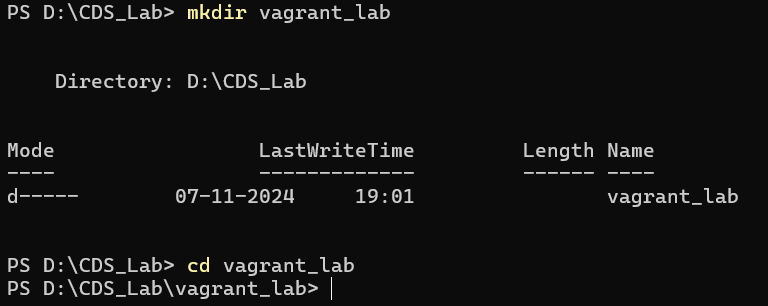 PS D:\CDS_Lab> mkdir vagrant_lab
Directory: D:\CDS_Lab
Mode LastWriteTime Length Name
---- ------------- ------ ----
d----- 07-11-2024 19:01 vagrant_lab
PS D:\CDS_Lab> cd vagrant_lab
PS D:\CDS_Lab\vagrant_lab>